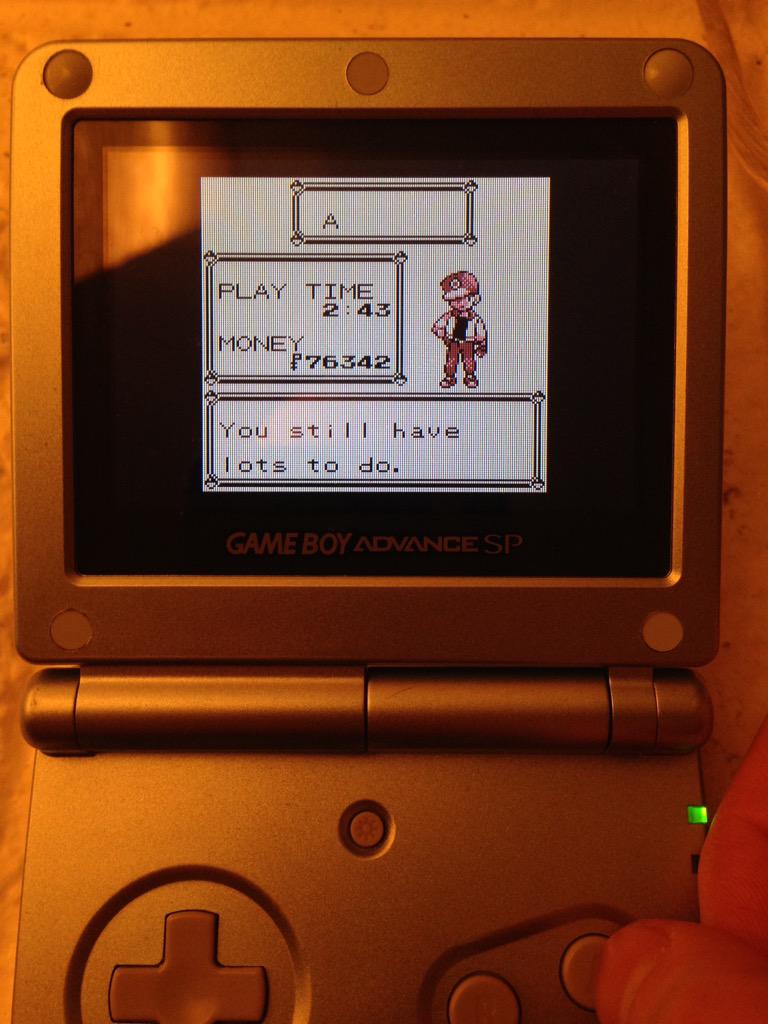 A
PLAY TIME
2:43
MONEY
₽76342
You still have
lots to do.
GAME BOY ADVANCE SP